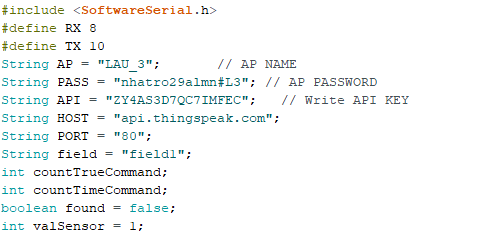 #include <SoftwareSerial.h>
#define RX 8
#define TX 10
String AP = "LAU_3";       // AP NAME
String PASS = "nhatro29almn#L3"; // AP PASSWORD
String API = "ZY4AS3D7QC7IMFEC";   // Write API KEY
String HOST = "api.thingspeak.com";
String PORT = "80";
String field = "field1";
int countTrueCommand;
int countTimeCommand;
boolean found = false;
int valSensor = 1;